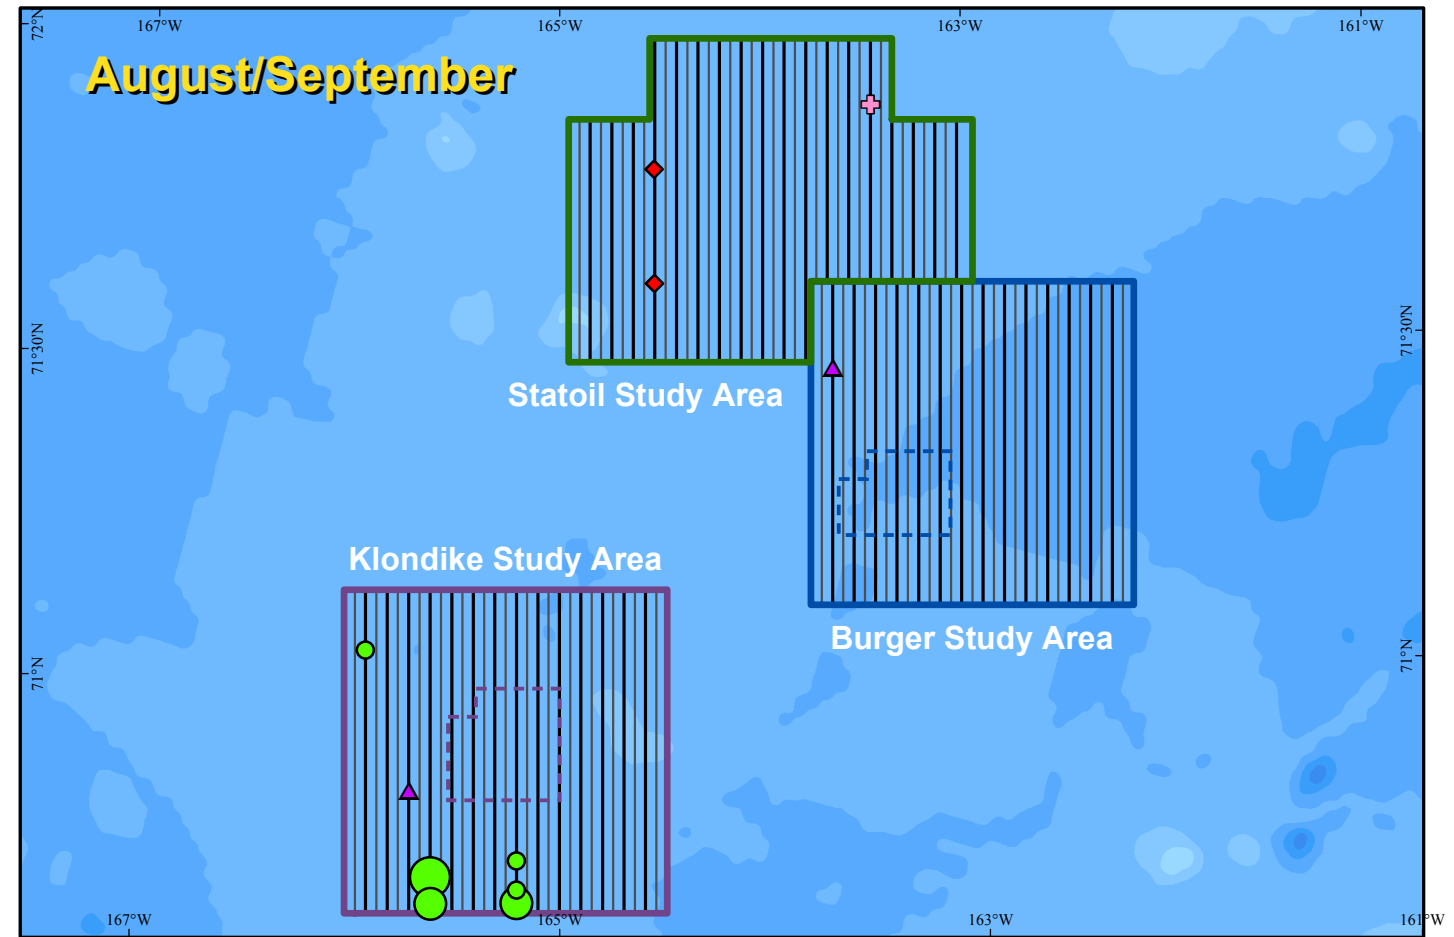 167°W 165°W 163°W 161°W
72°N
August/September
71°30'N 71°30'N
Statoil Study Area
Klondike Study Area
Burger Study Area
71°N 71°N
167°W 165°W 163°W 161°W